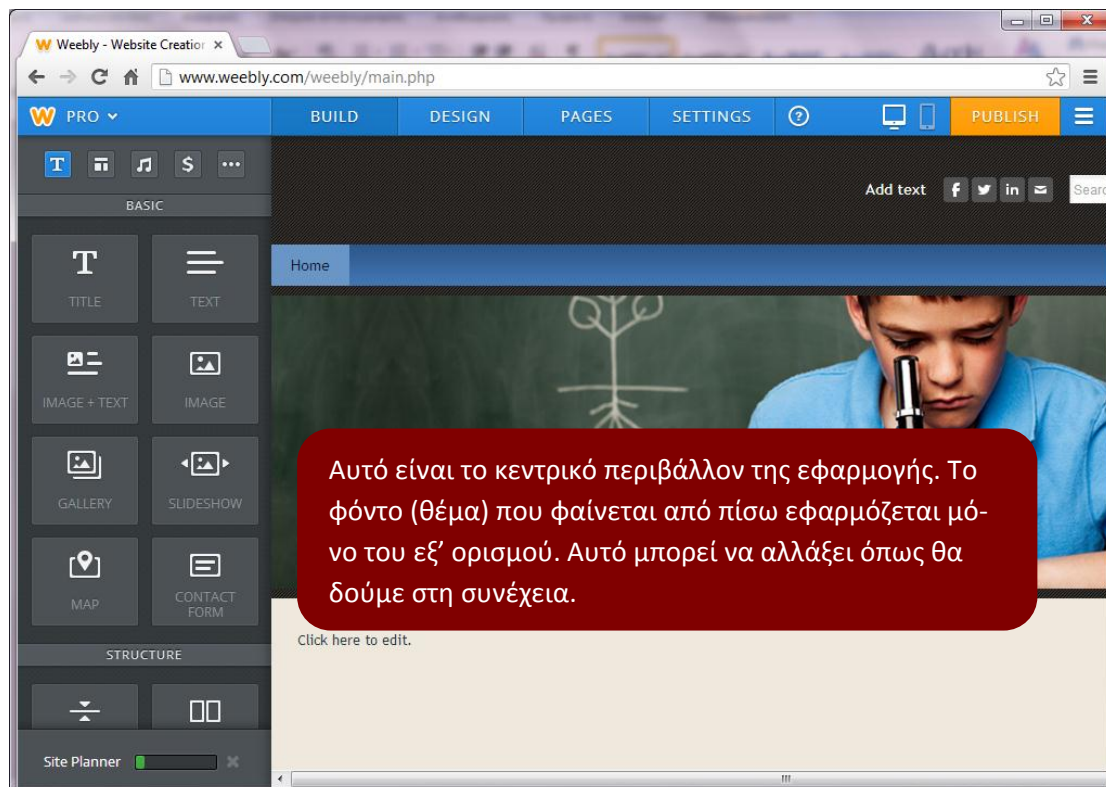 Weebly - Website Creation
www.weebly.com/weebly/main.php
PRO BUILD DESIGN PAGES SETTINGS PUBLISH
BASIC
Add text
Searc
Home
TITLE TEXT
IMAGE + TEXT IMAGE
GALLERY SLIDESHOW
MAP CONTACT FORM
STRUCTURE
Αυτό είναι το κεντρικό περιβάλλον της εφαρμογής. Το
φόντο (θέμα) που φαίνεται από πίσω εφαρμόζεται μό-
νο του εξ’ ορισμού. Αυτό μπορεί να αλλάξει όπως θα
δούμε στη συνέχεια.
Click here to edit.
Site Planner